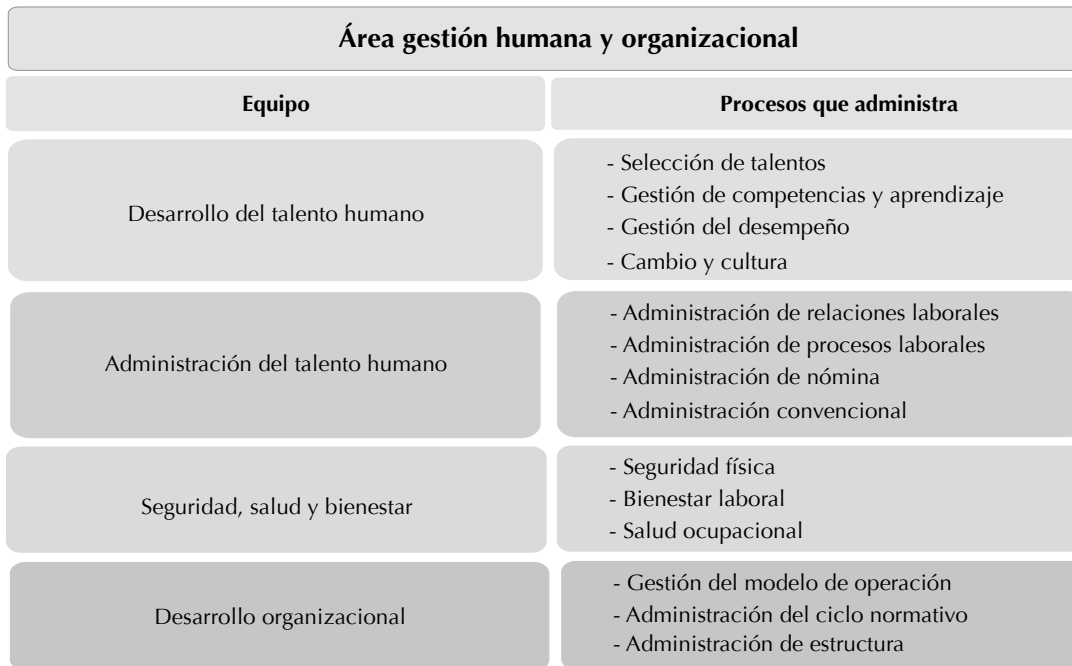 Área gestión humana y organizacional
Equipo
Procesos que administra
Desarrollo del talento humano
- Selección de talentos
- Gestión de competencias y aprendizaje
- Gestión del desempeño
- Cambio y cultura
Administración del talento humano
- Administración de relaciones laborales
- Administración de procesos laborales
- Administración de nómina
- Administración convencional
Seguridad, salud y bienestar
- Seguridad física
- Bienestar laboral
- Salud ocupacional
Desarrollo organizacional
- Gestión del modelo de operación
- Administración del ciclo normativo
- Administración de estructura